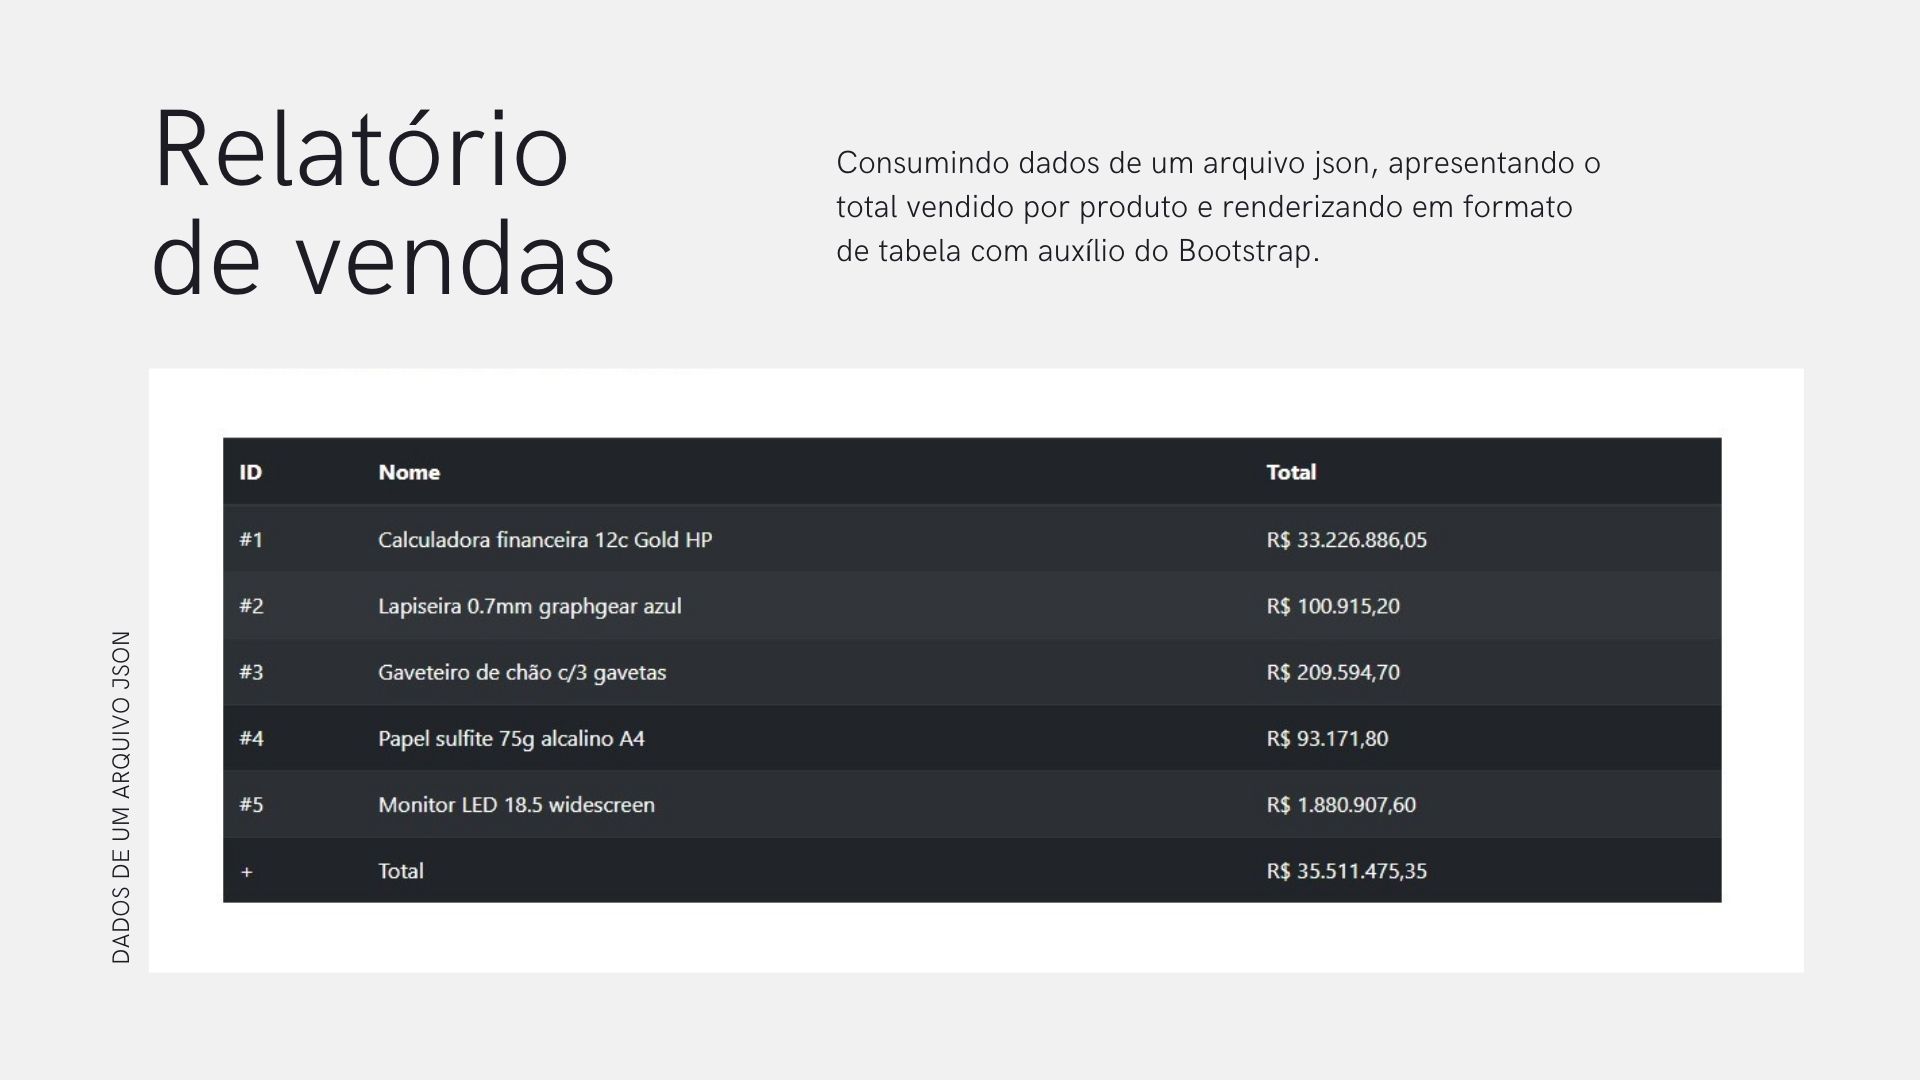 Relatório
de vendas
Consumindo dados de um arquivo json, apresentando o
total vendido por produto e renderizando em formato
de tabela com auxílio do Bootstrap.
DADOS DE UM ARQUIVO JSON
ID Nome Total
#1 Calculadora financeira 12c Gold HP R$ 33.226.886,05
#2 Lapiseira 0.7mm graphgear azul R$ 100.915,20
#3 Gaveteiro de chão c/3 gavetas R$ 209.594,70
#4 Papel sulfite 75g alcalino A4 R$ 93.171,80
#5 Monitor LED 18.5 widescreen R$ 1.880.907,60
+ Total R$ 35.511.475,35